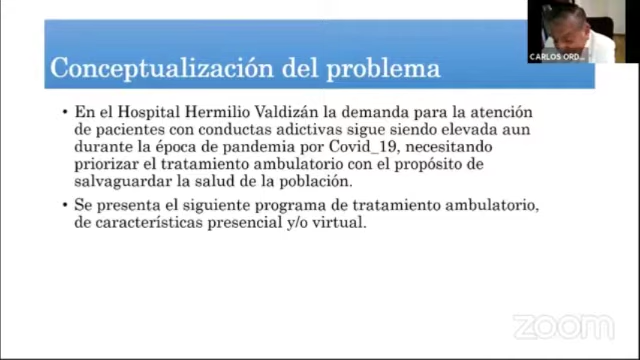 CARLOS ORD...
Conceptualización del problema
• En el Hospital Hermilio Valdizán la demanda para la atención
de pacientes con conductas adictivas sigue siendo elevada aun
durante la época de pandemia por Covid_19, necesitando
priorizar el tratamiento ambulatorio con el propósito de
salvaguardar la salud de la población.
• Se presenta el siguiente programa de tratamiento ambulatorio,
de características presencial y/o virtual.
zoom